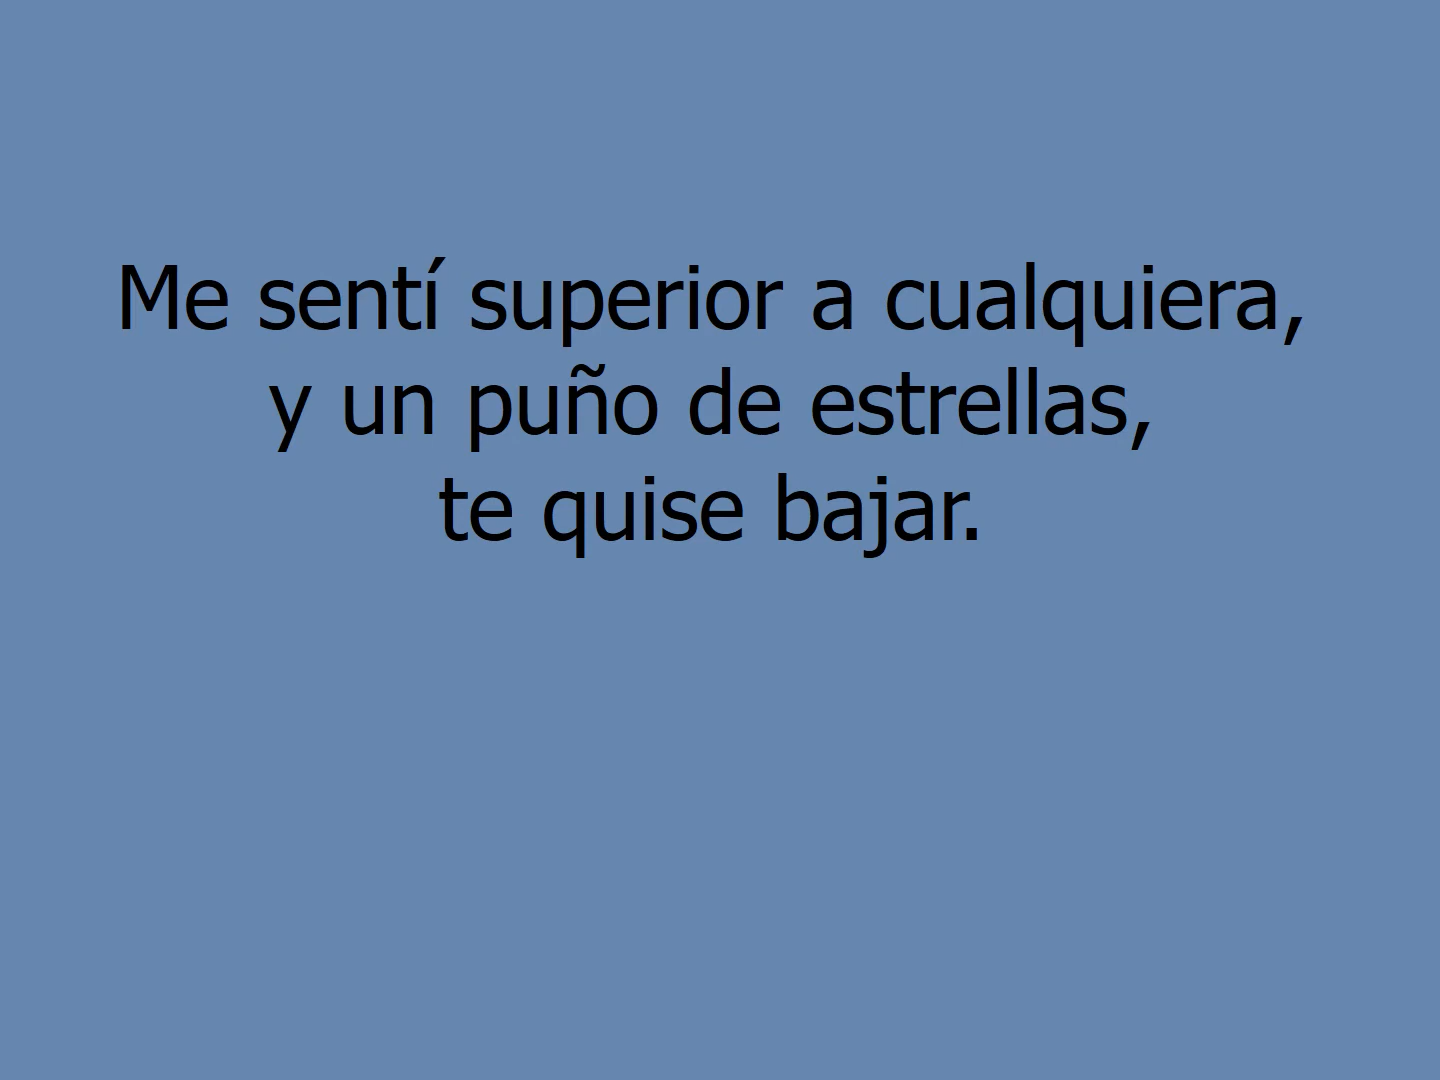 Me sentí superior a cualquiera,
y un puño de estrellas,
te quise bajar.